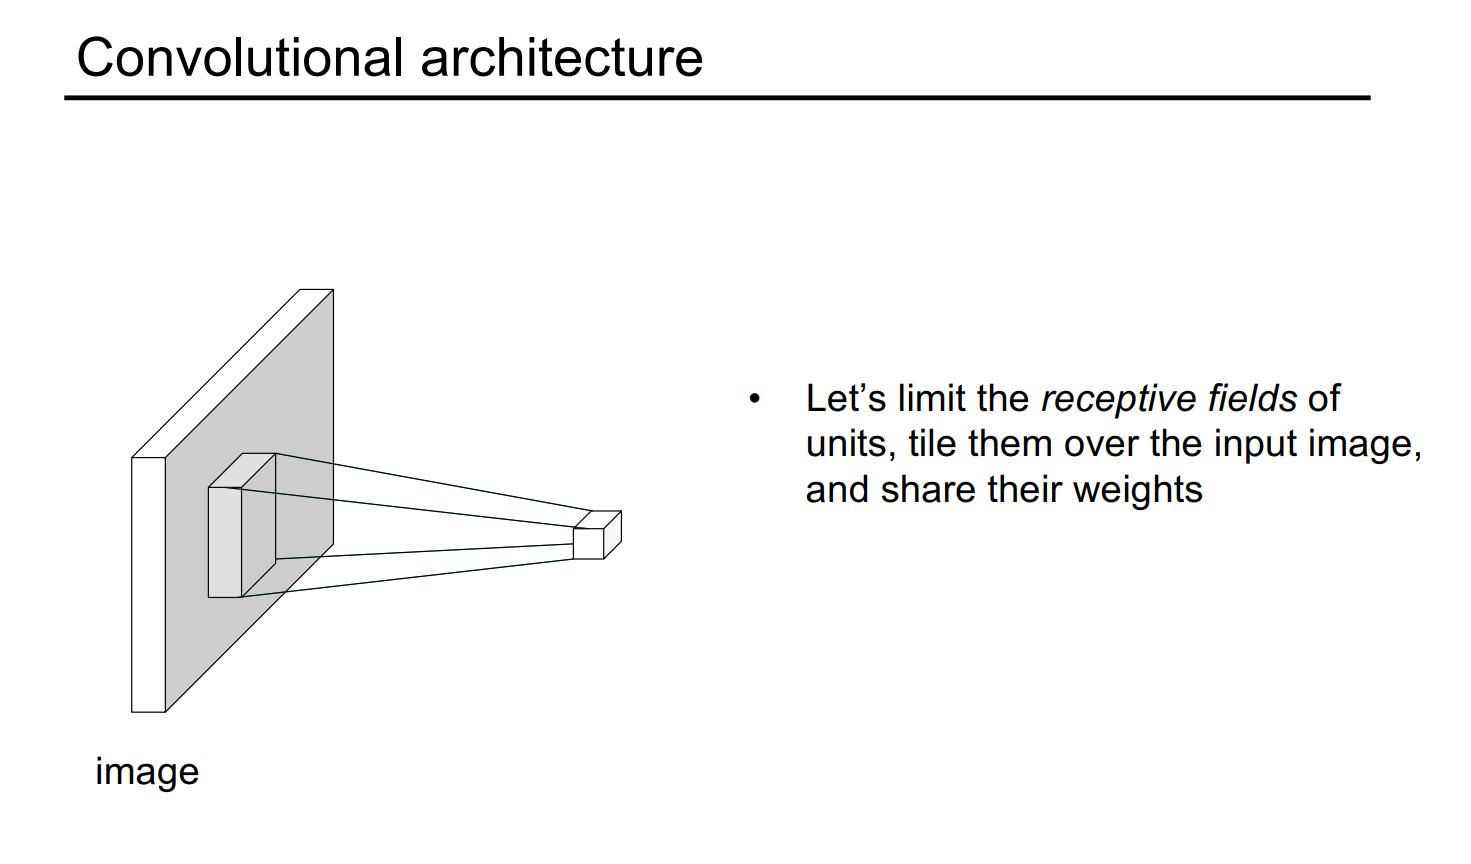 Convolutional architecture
• Let’s limit the receptive fields of
units, tile them over the input image,
and share their weights
image